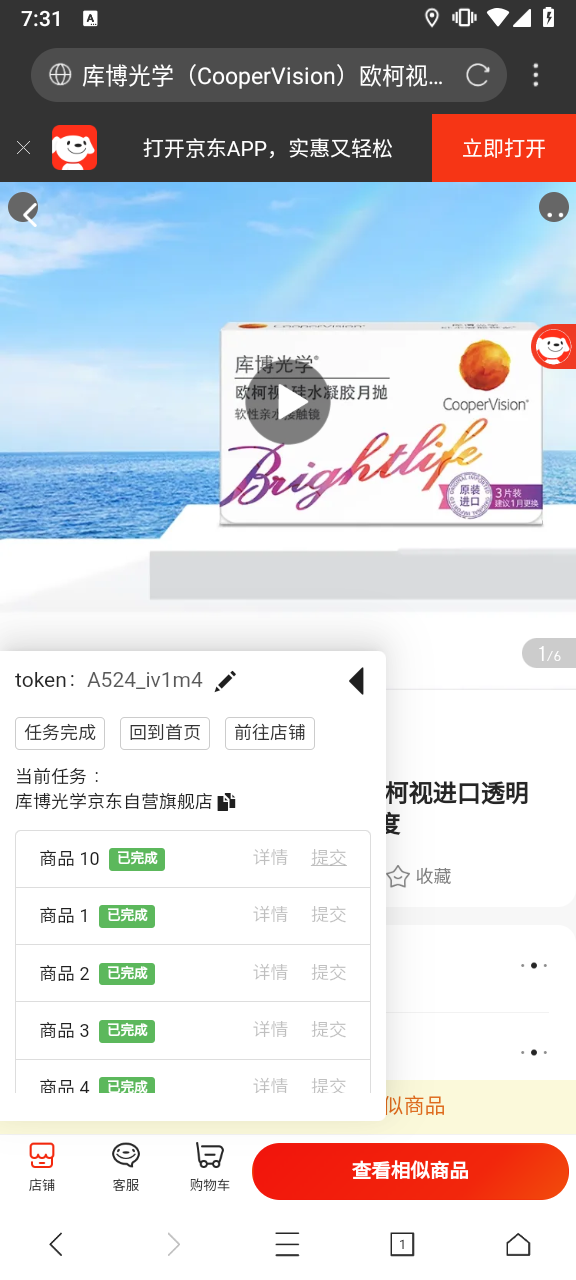 7:31
A
库博光学（CooperVision）欧柯视...
打开京东APP，实惠又轻松
立即打开
CooperVision
库博光学®
欧柯视 硅水凝胶月抛
软性亲水接触镜
CooperVision®
Brightlife
原装
进口
3片装
建议1月更换
1/6
token： A524_iv1m4
任务完成
回到首页
前往店铺
当前任务：
库博光学京东自营旗舰店
柯视进口透明
度
收藏
商品 10 已完成 详情 提交
商品 1 已完成 详情 提交
商品 2 已完成 详情 提交
商品 3 已完成 详情 提交
商品 4 已完成 详情 提交
似商品
店铺
客服
购物车
查看相似商品
1